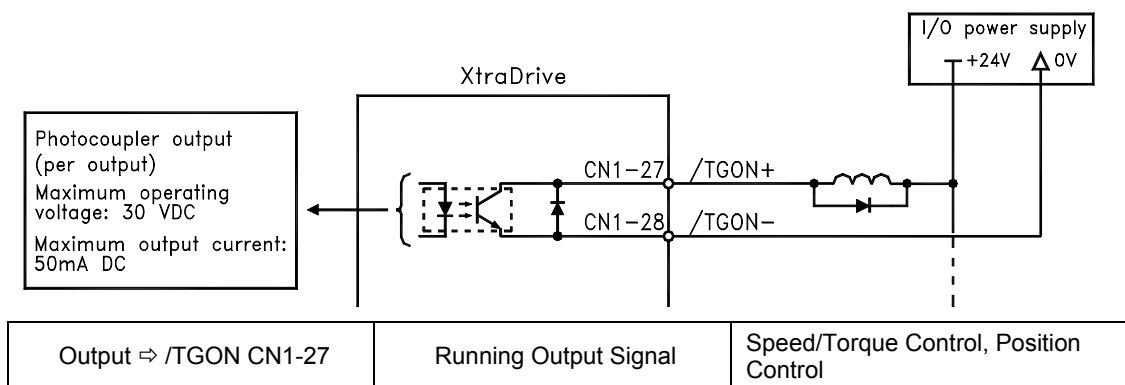 I/O power supply
+24V 0V
XtraDrive
Photocoupler output
(per output)
Maximum operating
voltage: 30 VDC
Maximum output current:
50mA DC
CN1-27 /TGON+
CN1-28 /TGON-
Output ⇨ /TGON CN1-27
Running Output Signal
Speed/Torque Control, Position
Control